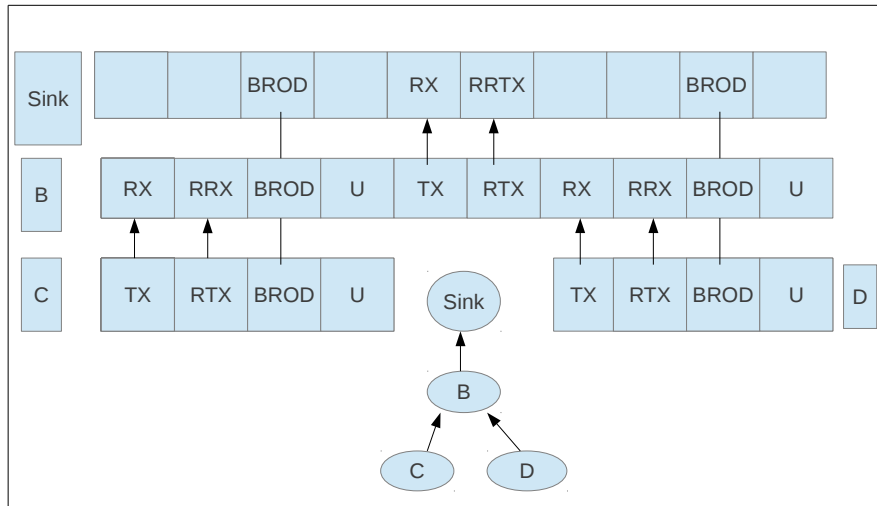 Sink BROD RX RRTX BROD
B RX RRX BROD U TX RTX RX RRX BROD U
C TX RTX BROD U TX RTX BROD U D
Sink
B
C D